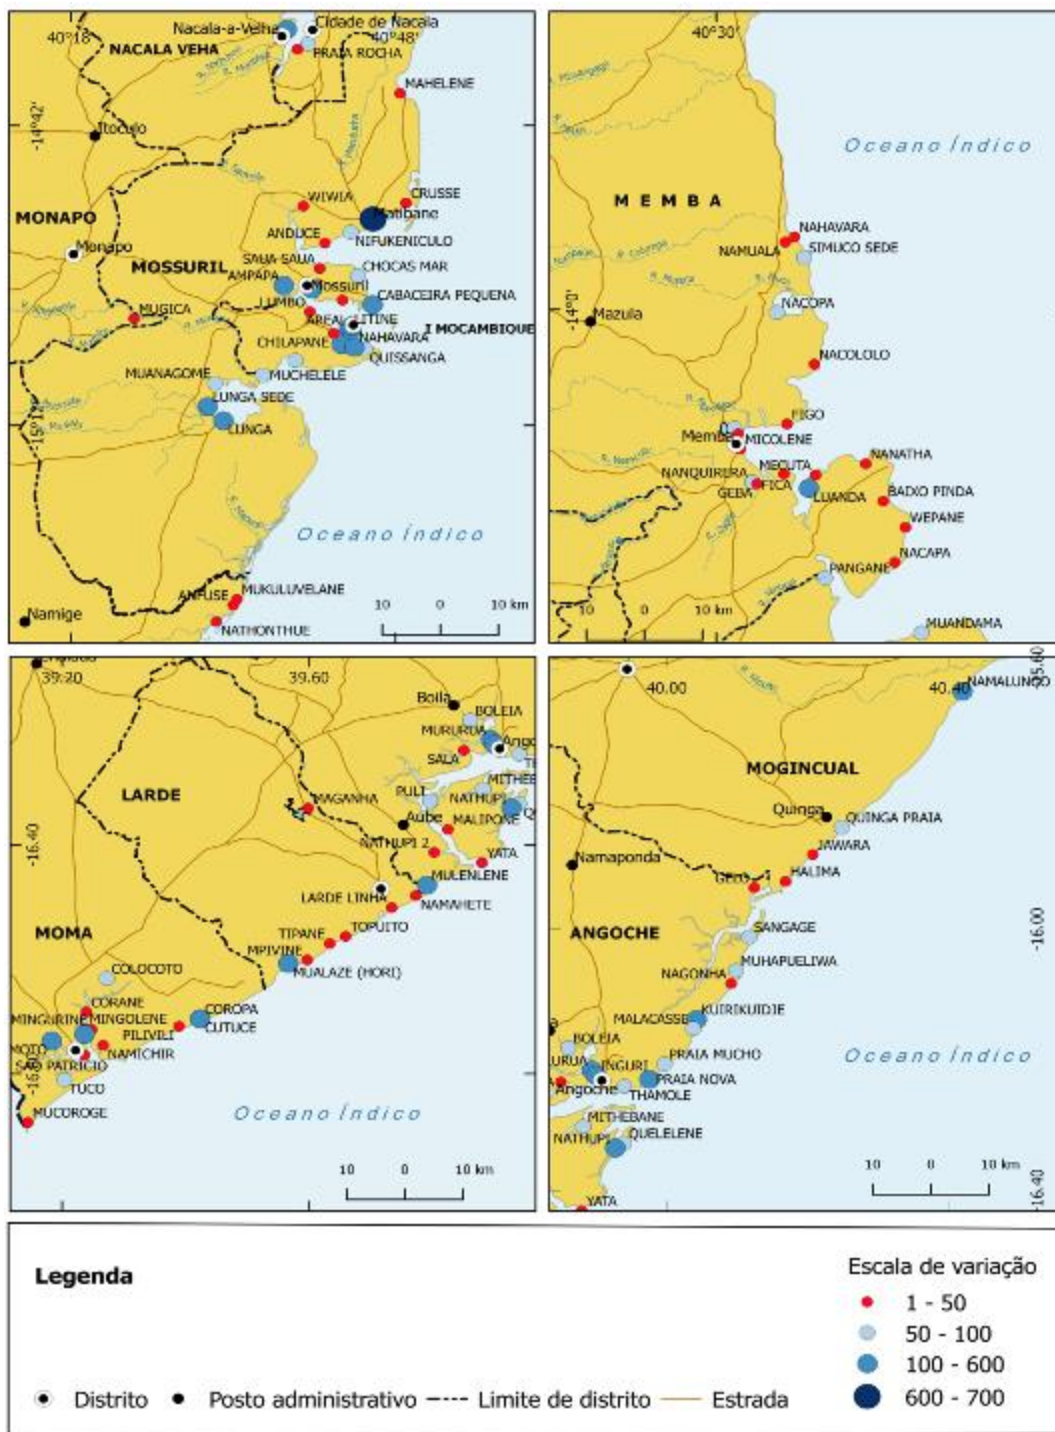 Nacala-a-Velha
Cidade de Nacala
40°18'
40°48'
NACALA VEHA
PRAIA ROCHA
MAHELENE
-14°42'
Itoculo
WIWIA
CRUSSE
MONAPO
Matibane
ANDUCE
NIFUKENICULO
Monapo
MOSSURIL
SAUA-SAUA
CHOCAS MAR
AMPAPA
Mossuril
CABACEIRA PEQUENA
MUGICA
LUMBO
AREAL
LITINE
I MOCAMBIQUE
CHILAPANE
NAHAVARA
QUISSANGA
MUANAGOME
MUCHELELE
LUNGA SEDE
LUNGA
Oceano Índico
ANFUSE
MUKULUVELANE
Namige
NATHONTHUE
10 0 10 km
40°30'
Oceano Índico
MEMBA
NAHAVARA
NAMUALA
SIMUCO SEDE
NACOPA
-14°0'
Mazula
NACOLOLO
FIGO
Memba
MICOLENE
NANATHA
NANQUIRERA
MECUTA
GEBA
FICA
LUANDA
BAIXO PINDA
WEPANE
NACAPA
PANGANE
10 0 10 km
MUANDAMA
39.20
39.60
Boila
BOLEIA
MURURUA
SALA
LARDE
PULI
NATHUPI
MAGANHA
Aube
MALIPONE
-16.40
NATHUPI 2
YATA
MULENLENE
LARDE LINHA
NAMAHETE
MOMA
TIPANE
TOPUITO
MPIVINE
MUALAZE (HORI)
COLOCOTO
CORANE
COROPA
MINGURINE
MINGOLENE
CUTUCE
PILIVILI
NAMICHIR
SAO PATRICIO
TUCO
MUCOROGE
Oceano Índico
10 0 10 km
40.00
40.40
NAMALUNGO
MOGINCUAL
Quinga
QUINGA PRAIA
JAWARA
Namaponda
GELO
HALIMA
ANGOCHE
SANGAGE
-16.00
MUHAPUELIWA
NAGONHA
KUIRIKUIDIE
MALACASSE
BOLEIA
Oceano Índico
PRAIA MUCHO
INGURI
PRAIA NOVA
Angoche
THAMOLE
MITHEBANE
NATHUPI
QUELELENE
10 0 10 km
YATA
-16.40
Legenda
Escala de variação
1 - 50
50 - 100
100 - 600
600 - 700
Distrito
Posto administrativo
Limite de distrito
Estrada